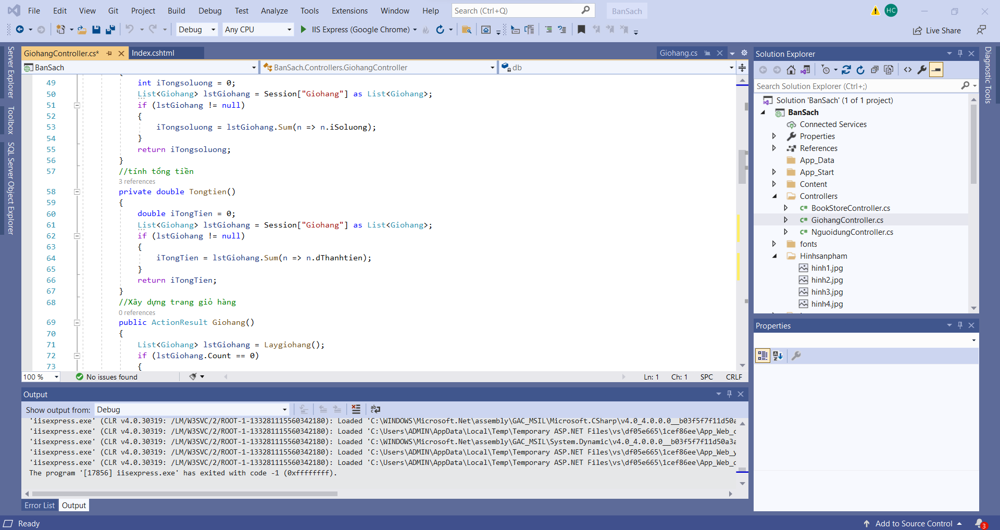 File Edit View Git Project Build Debug Test Analyze Tools Extensions Window Help Search (Ctrl+Q) BanSach HC
Debug Any CPU IIS Express (Google Chrome) Live Share
Server Explorer
Toolbox
SQL Server Object Explorer
GiohangController.cs* Index.cshtml Giohang.cs
BanSach BanSach.Controllers.GiohangController db
49 int iTongsoluong = 0;
50 List<Giohang> lstGiohang = Session["Giohang"] as List<Giohang>;
51 if (lstGiohang != null)
52 {
53 iTongsoluong = lstGiohang.Sum(n => n.iSoluong);
54 }
55 return iTongsoluong;
56 }
57 //tính tổng tiền
3 references
58 private double Tongtien()
59 {
60 double iTongTien = 0;
61 List<Giohang> lstGiohang = Session["Giohang"] as List<Giohang>;
62 if (lstGiohang != null)
63 {
64 iTongTien = lstGiohang.Sum(n => n.dThanhtien);
65 }
66 return iTongTien;
67 }
68 //Xây dựng trang giỏ hàng
0 references
69 public ActionResult Giohang()
70 {
71 List<Giohang> lstGiohang = Laygiohang();
72 if (lstGiohang.Count == 0)
73 {
100 % No issues found Ln: 1 Ch: 1 SPC CRLF
Output
Show output from: Debug
'iisexpress.exe' (CLR v4.0.30319: /LM/W3SVC/2/ROOT-1-133281115560342180): Loaded 'C:\WINDOWS\Microsoft.Net\assembly\GAC_MSIL\Microsoft.CSharp\v4.0_4.0.0.0__b03f5f7f11d50a
'iisexpress.exe' (CLR v4.0.30319: /LM/W3SVC/2/ROOT-1-133281115560342180): Loaded 'C:\Users\ADMIN\AppData\Local\Temp\Temporary ASP.NET Files\vs\df05e665\1cef86ee\App_Web_c
'iisexpress.exe' (CLR v4.0.30319: /LM/W3SVC/2/ROOT-1-133281115560342180): Loaded 'C:\WINDOWS\Microsoft.Net\assembly\GAC_MSIL\System.Dynamic\v4.0_4.0.0.0__b03f5f7f11d50a3a
'iisexpress.exe' (CLR v4.0.30319: /LM/W3SVC/2/ROOT-1-133281115560342180): Loaded 'C:\Users\ADMIN\AppData\Local\Temp\Temporary ASP.NET Files\vs\df05e665\1cef86ee\App_Web_y
'iisexpress.exe' (CLR v4.0.30319: /LM/W3SVC/2/ROOT-1-133281115560342180): Loaded 'C:\Users\ADMIN\AppData\Local\Temp\Temporary ASP.NET Files\vs\df05e665\1cef86ee\App_Web_c
The program '[17856] iisexpress.exe' has exited with code -1 (0xffffffff).
Error List Output
Solution Explorer
Search Solution Explorer (Ctrl+;)
Solution 'BanSach' (1 of 1 project)
BanSach
Connected Services
Properties
References
App_Data
App_Start
Content
Controllers
C# BookStoreController.cs
C# GiohangController.cs
C# NguoidungController.cs
fonts
Hinhsanpham
hinh1.jpg
hinh2.jpg
hinh3.jpg
hinh4.jpg
Properties
Diagnostic Tools
Ready Add to Source Control 3